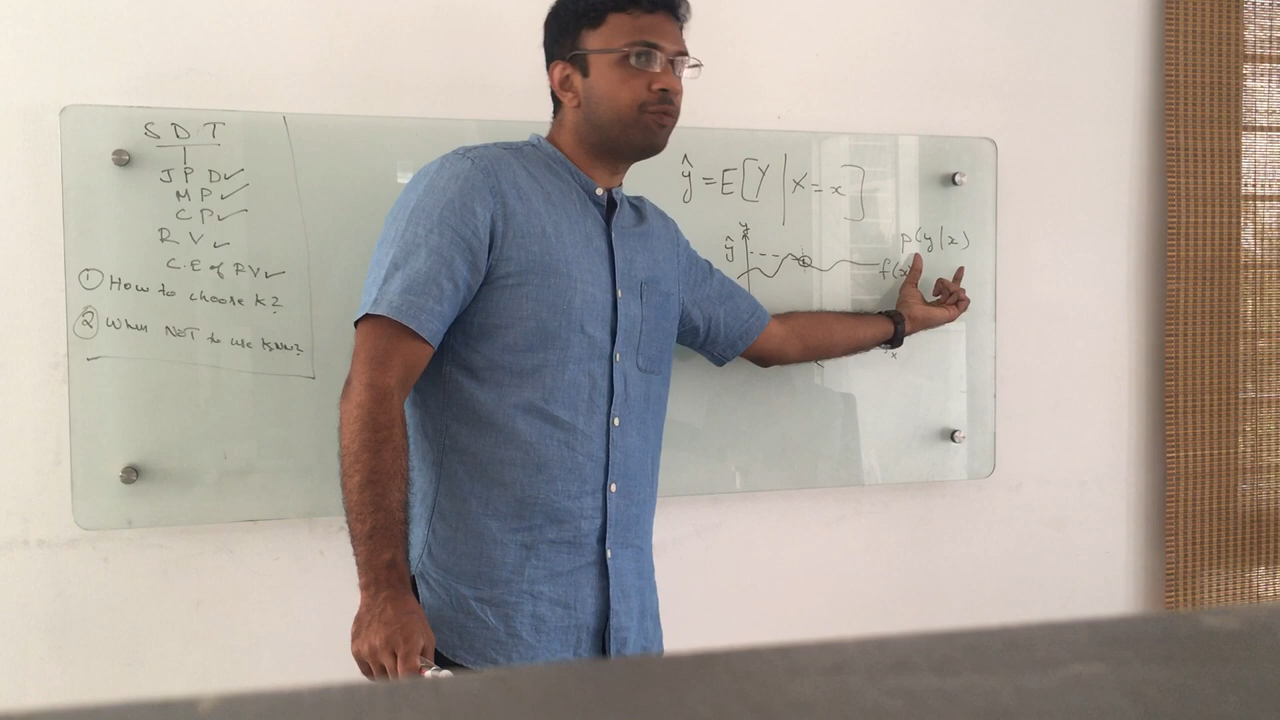 S D T
J P D ✓
M P ✓
C P ✓
R V ✓
C.E of RV ✓
① How to choose K?
② When NOT to use KNN?
ŷ = E[Y | X = x]
y
ŷ
p(y|x)
f(x)
x